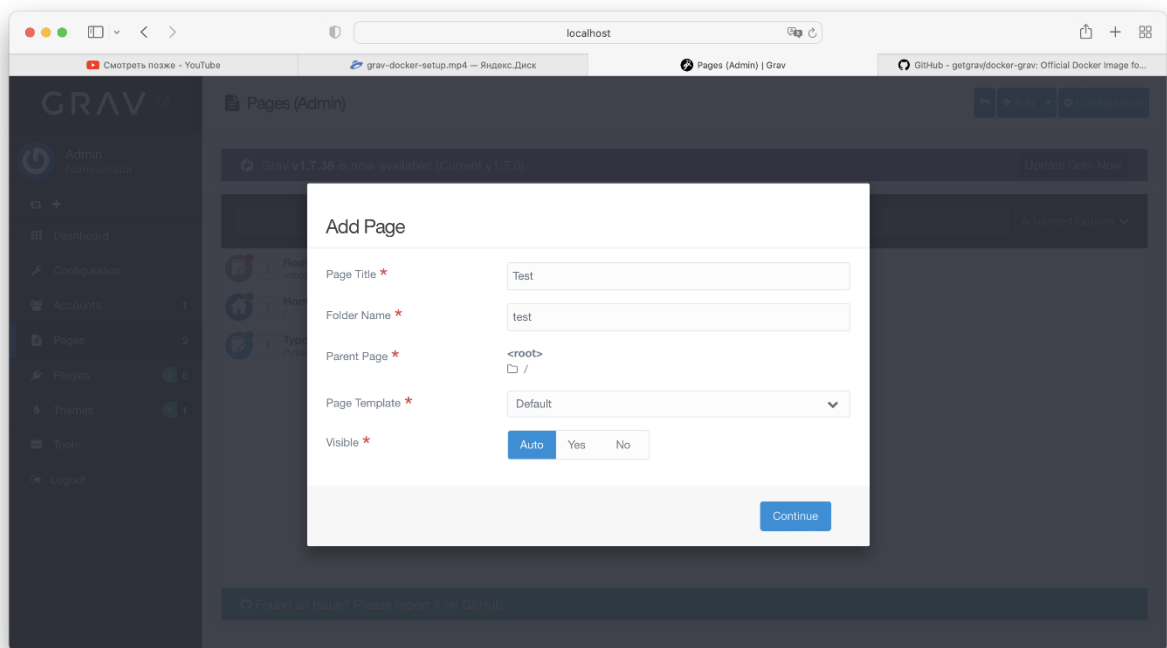 localhost
Смотреть позже - YouTube
grav-docker-setup.mp4 — Яндекс.Диск
Pages (Admin) | Grav
GitHub - getgrav/docker-grav: Official Docker Image fo...
GRAV
Pages (Admin)
+ Add
Configuration
Admin
Administrator
Grav v1.7.38 is now available! (Current v1.7.0)
Update Grav Now
Advanced Options
Dashboard
Configuration
Accounts 1
Pages 2
Plugins 8
Themes 1 1
Tools
Logout
Add Page
Page Title *
Test
Folder Name *
test
Parent Page *
<root>
/
Page Template *
Default
Visible *
Auto Yes No
Continue
Found an issue? Please report it on GitHub